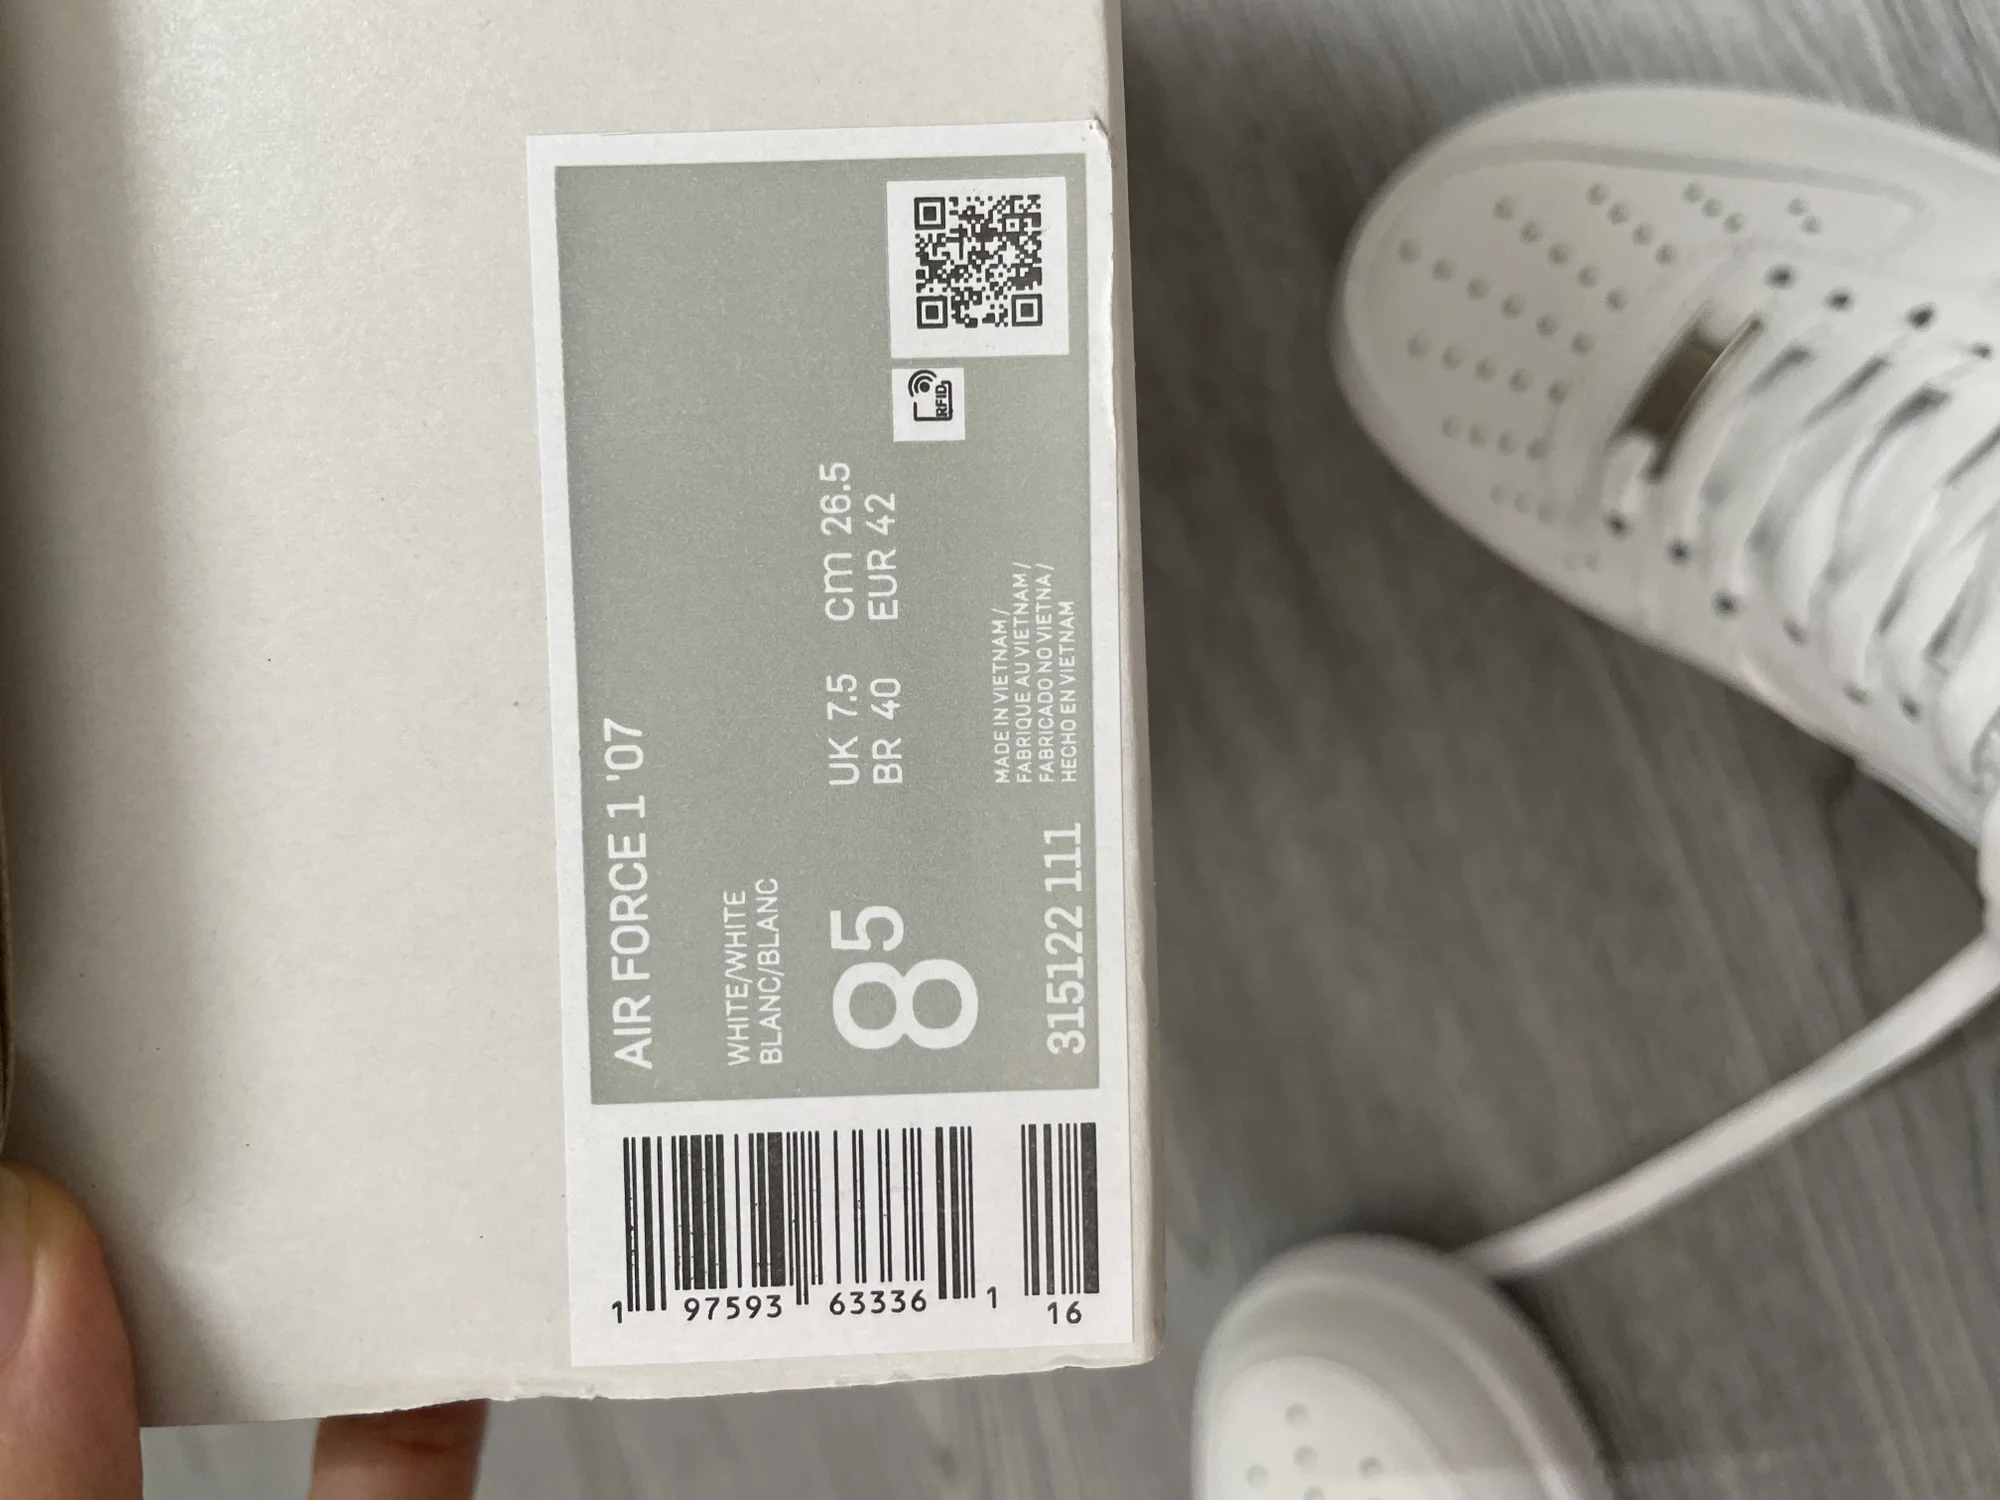 AIR FORCE 1 '07
WHITE/WHITE
BLANC/BLANC
8 5
UK 7.5 cm 26.5
BR 40 EUR 42
RFID
315122 111
MADE IN VIETNAM/
FABRIQUE AU VIETNAM/
FABRICADO NO VIETNA/
HECHO EN VIETNAM
1 97593 63336 1 16